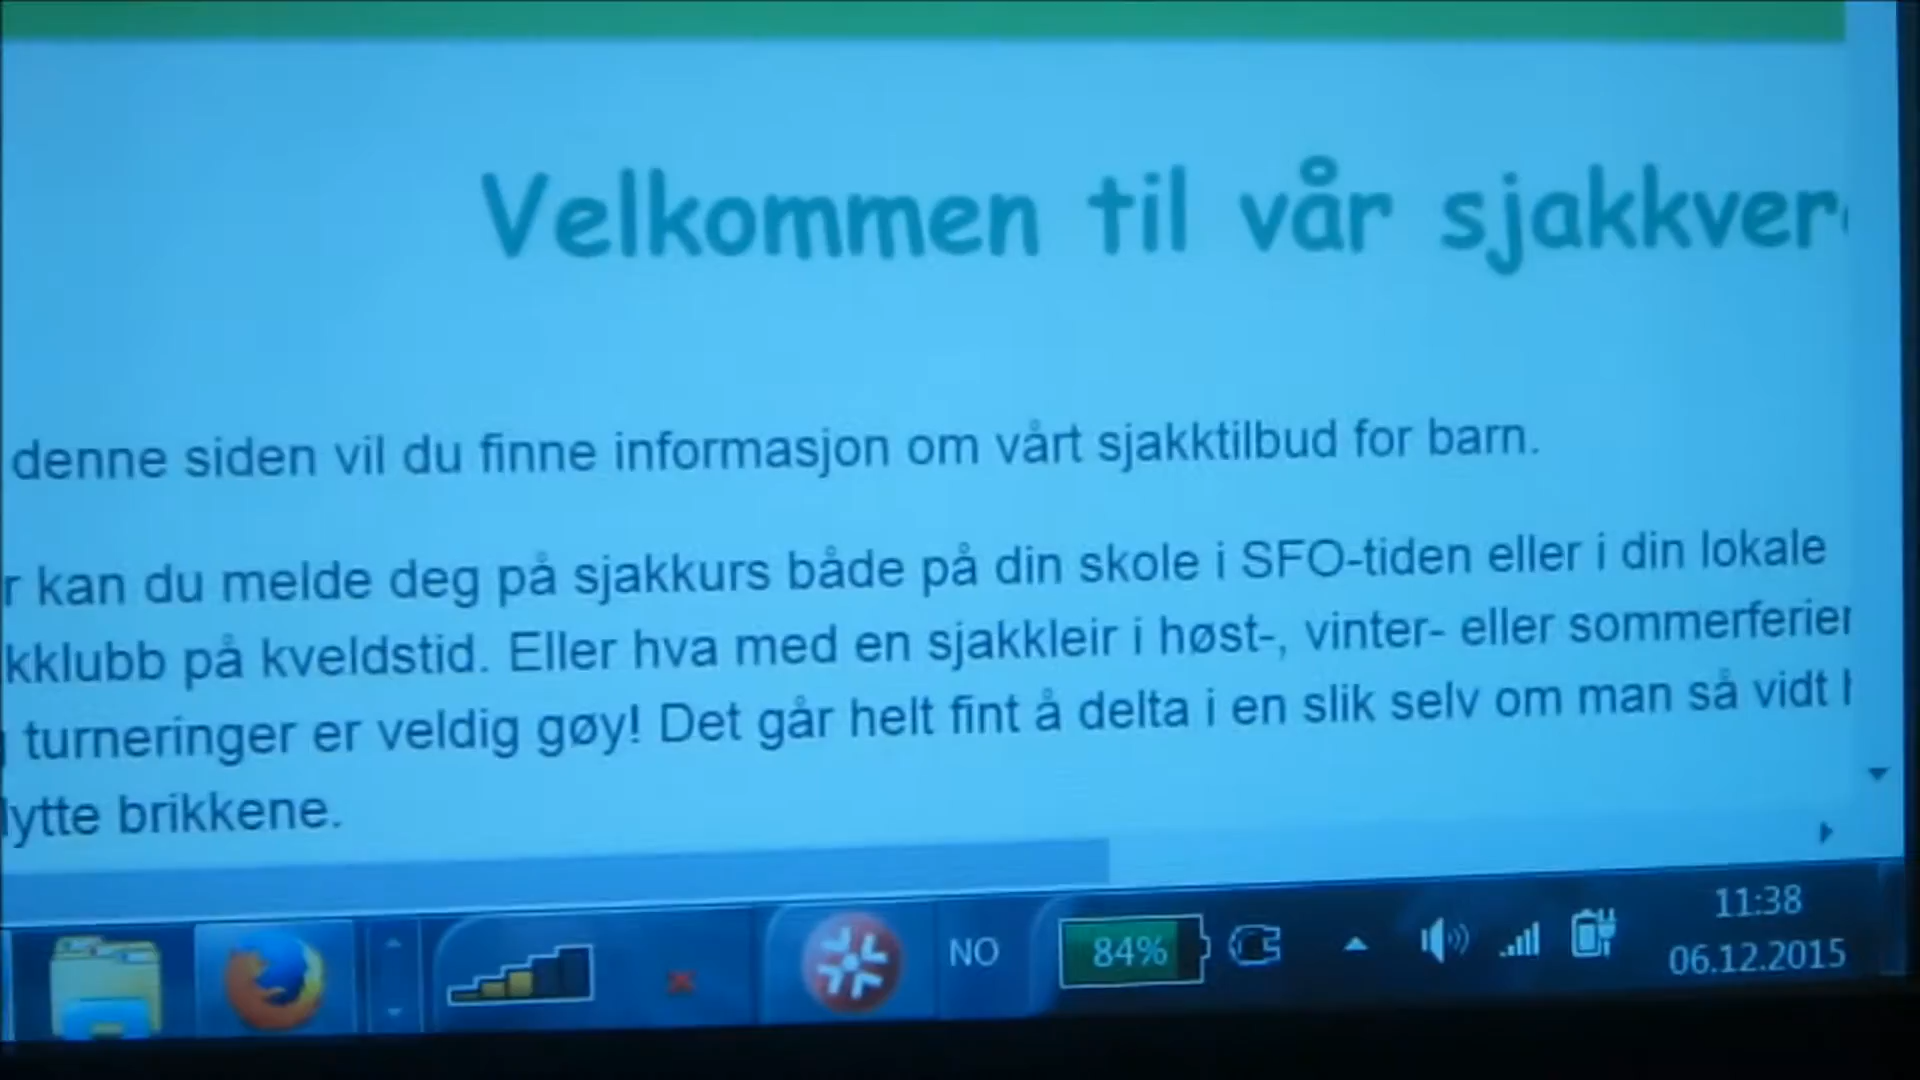 Velkommen til vår sjakkver
denne siden vil du finne informasjon om vårt sjakktilbud for barn.
r kan du melde deg på sjakkurs både på din skole i SFO-tiden eller i din lokale
kklubb på kveldstid. Eller hva med en sjakkleir i høst-, vinter- eller sommerferier
turneringer er veldig gøy! Det går helt fint å delta i en slik selv om man så vidt
lytte brikkene.
NO
84%
11:38
06.12.2015